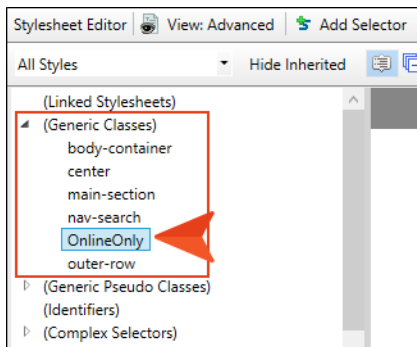 Stylesheet Editor View: Advanced Add Selector
All Styles Hide Inherited
(Linked Stylesheets)
(Generic Classes)
body-container
center
main-section
nav-search
OnlineOnly
outer-row
(Generic Pseudo Classes)
(Identifiers)
(Complex Selectors)